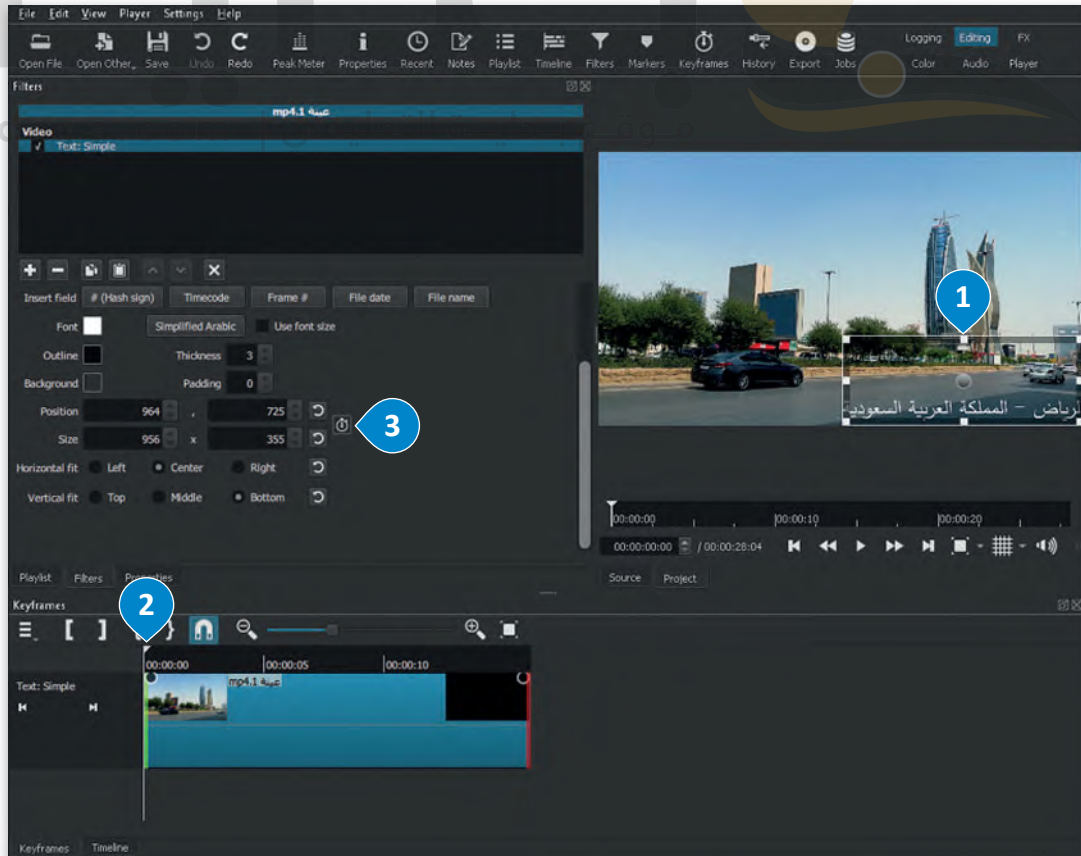 File Edit View Player Settings Help
Open File Open Other... Save Undo Redo Peak Meter Properties Recent Notes Playlist Timeline Filters Markers Keyframes History Export Jobs
Logging Editing FX
Color Audio Player
Filters
عينة 1.mp4
Video
Text: Simple
Insert field # (Hash sign) Timecode Frame # File date File name
Font Simplified Arabic Use font size
Outline Thickness 3
Background Padding 0
Position 964 , 725
3
Size 956 x 355
Horizontal fit Left Center Right
Vertical fit Top Middle Bottom
1
الرياض - المملكة العربية السعودية
00:00:00 00:00:10 00:00:20
00:00:00:00 / 00:00:28:04
Playlist Filters Properties
Source Project
Keyframes
2
00:00:00 00:00:05 00:00:10
Text: Simple
عينة 1.mp4
Keyframes Timeline